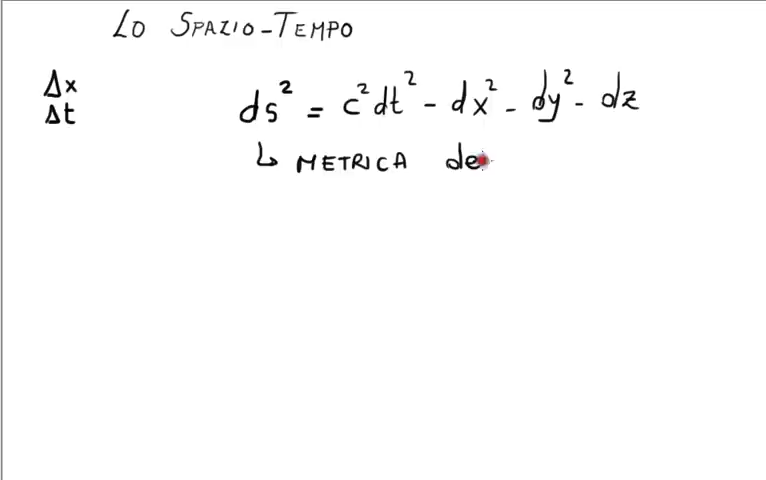 Lo Spazio-Tempo
Δx
Δt
ds² = c²dt² - dx² - dy² - dz
↳ METRICA de